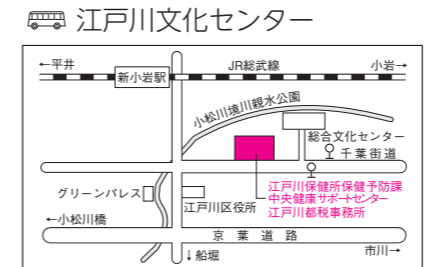 江戸川文化センター
←平井
JR総武線
小岩→
新小岩駅
小松川境川親水公園
総合文化センター
千葉街道
江戸川保健所保健予防課
中央健康サポートセンター
江戸川都税事務所
グリーンパレス
江戸川区役所
←小松川橋
京葉道路
↓船堀
市川→